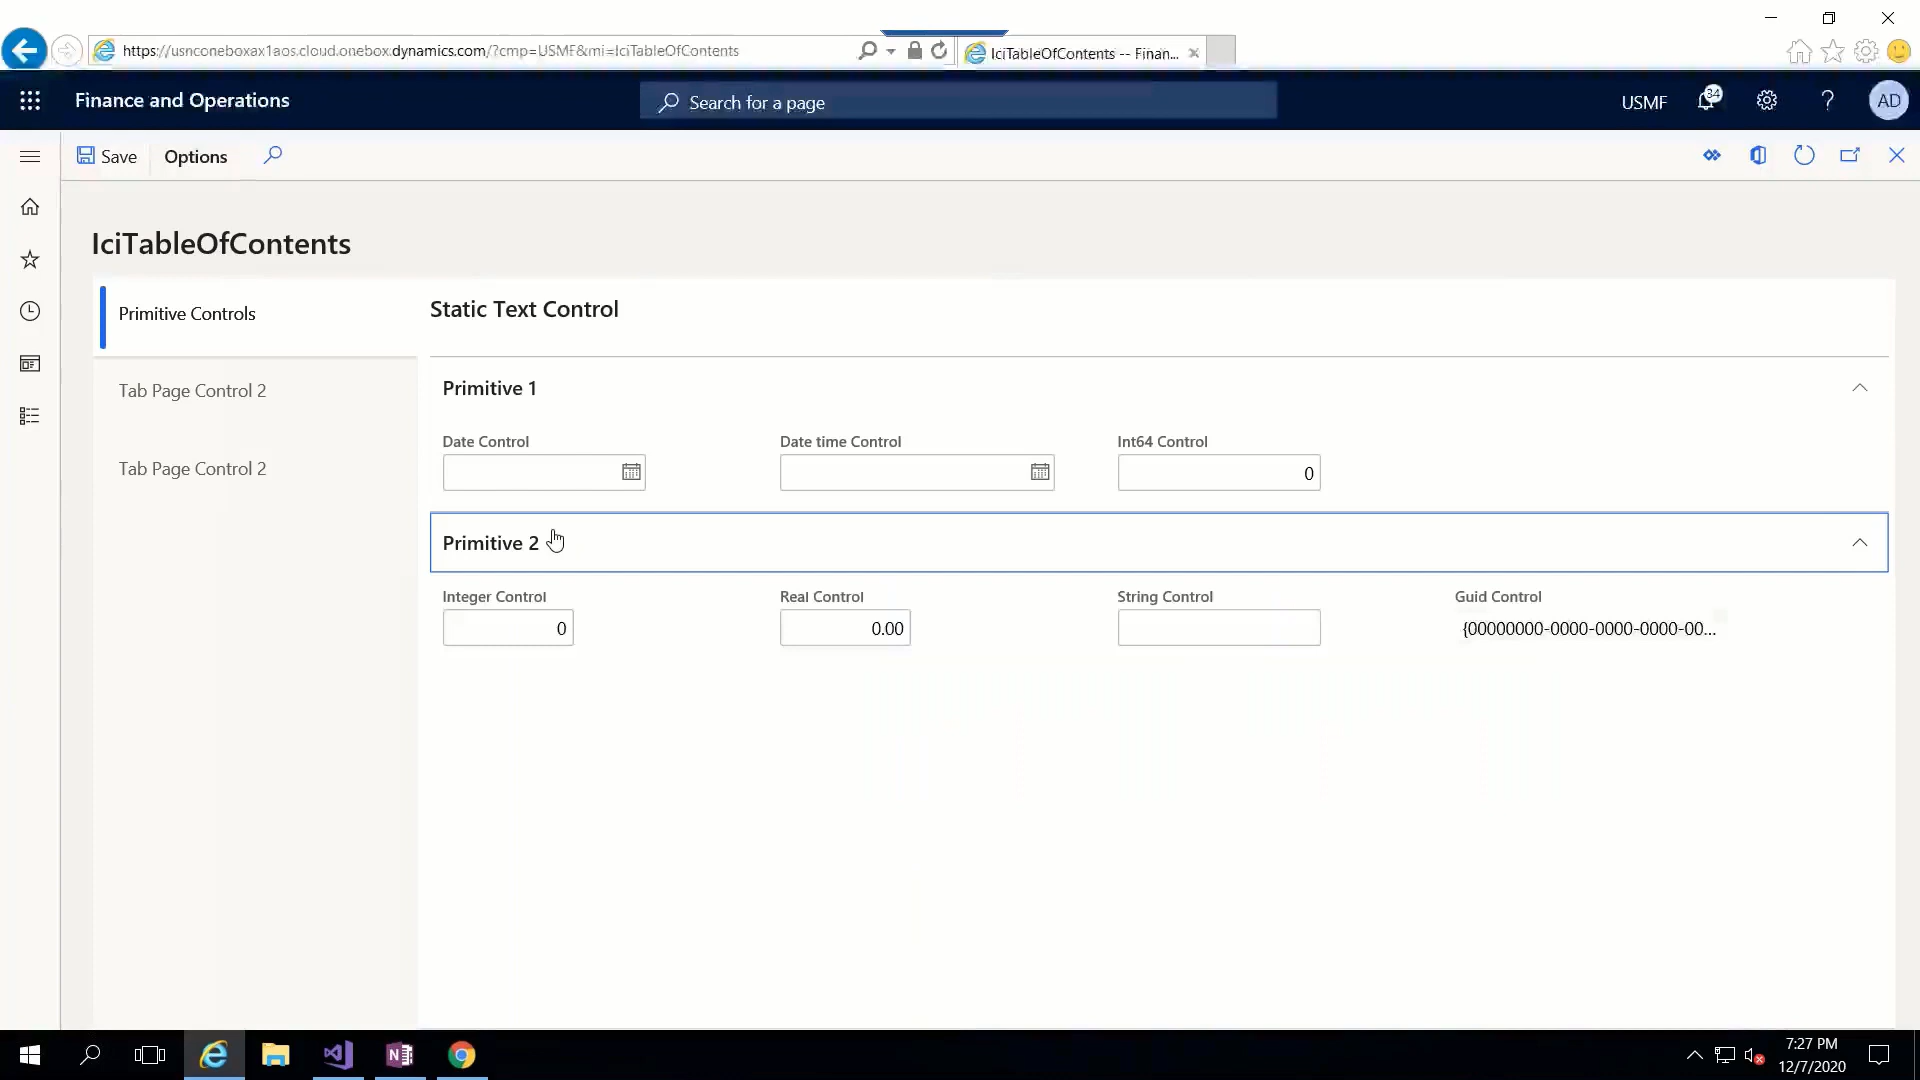 https://usnconeboxax1aos.cloud.onebox.dynamics.com/?cmp=USMF&mi=IciTableOfContents
IciTableOfContents -- Finan...
Finance and Operations
Search for a page
USMF
34
?
AD
Save
Options
IciTableOfContents
Primitive Controls
Tab Page Control 2
Tab Page Control 2
Static Text Control
Primitive 1
Date Control
Date time Control
Int64 Control
0
Primitive 2
Integer Control
Real Control
String Control
Guid Control
0
0.00
{00000000-0000-0000-0000-00...
7:27 PM
12/7/2020